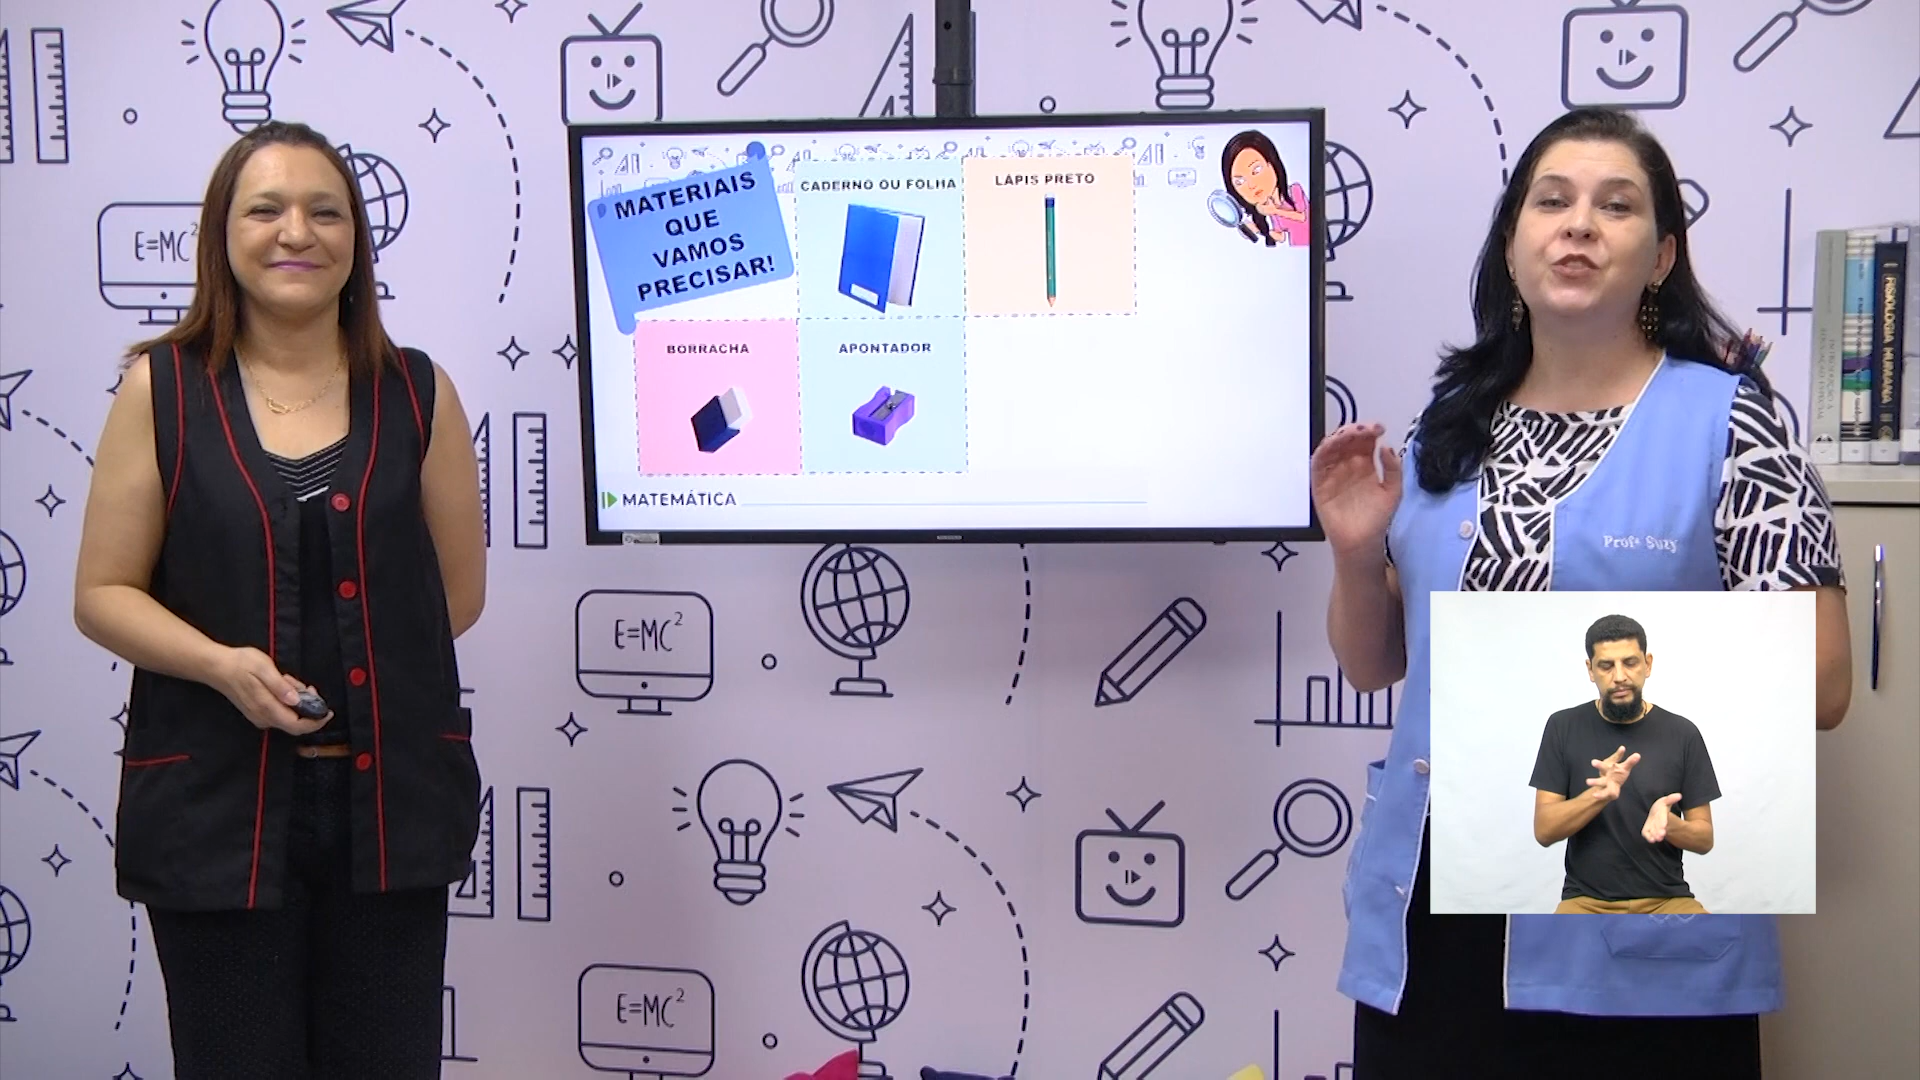 MATERIAIS
QUE
VAMOS
PRECISAR!
CADERNO OU FOLHA
LÁPIS PRETO
BORRACHA
APONTADOR
MATEMÁTICA
E=MC²
E=MC²
E=MC²
Profª Suzy
FISIOLOGIA HUMANA